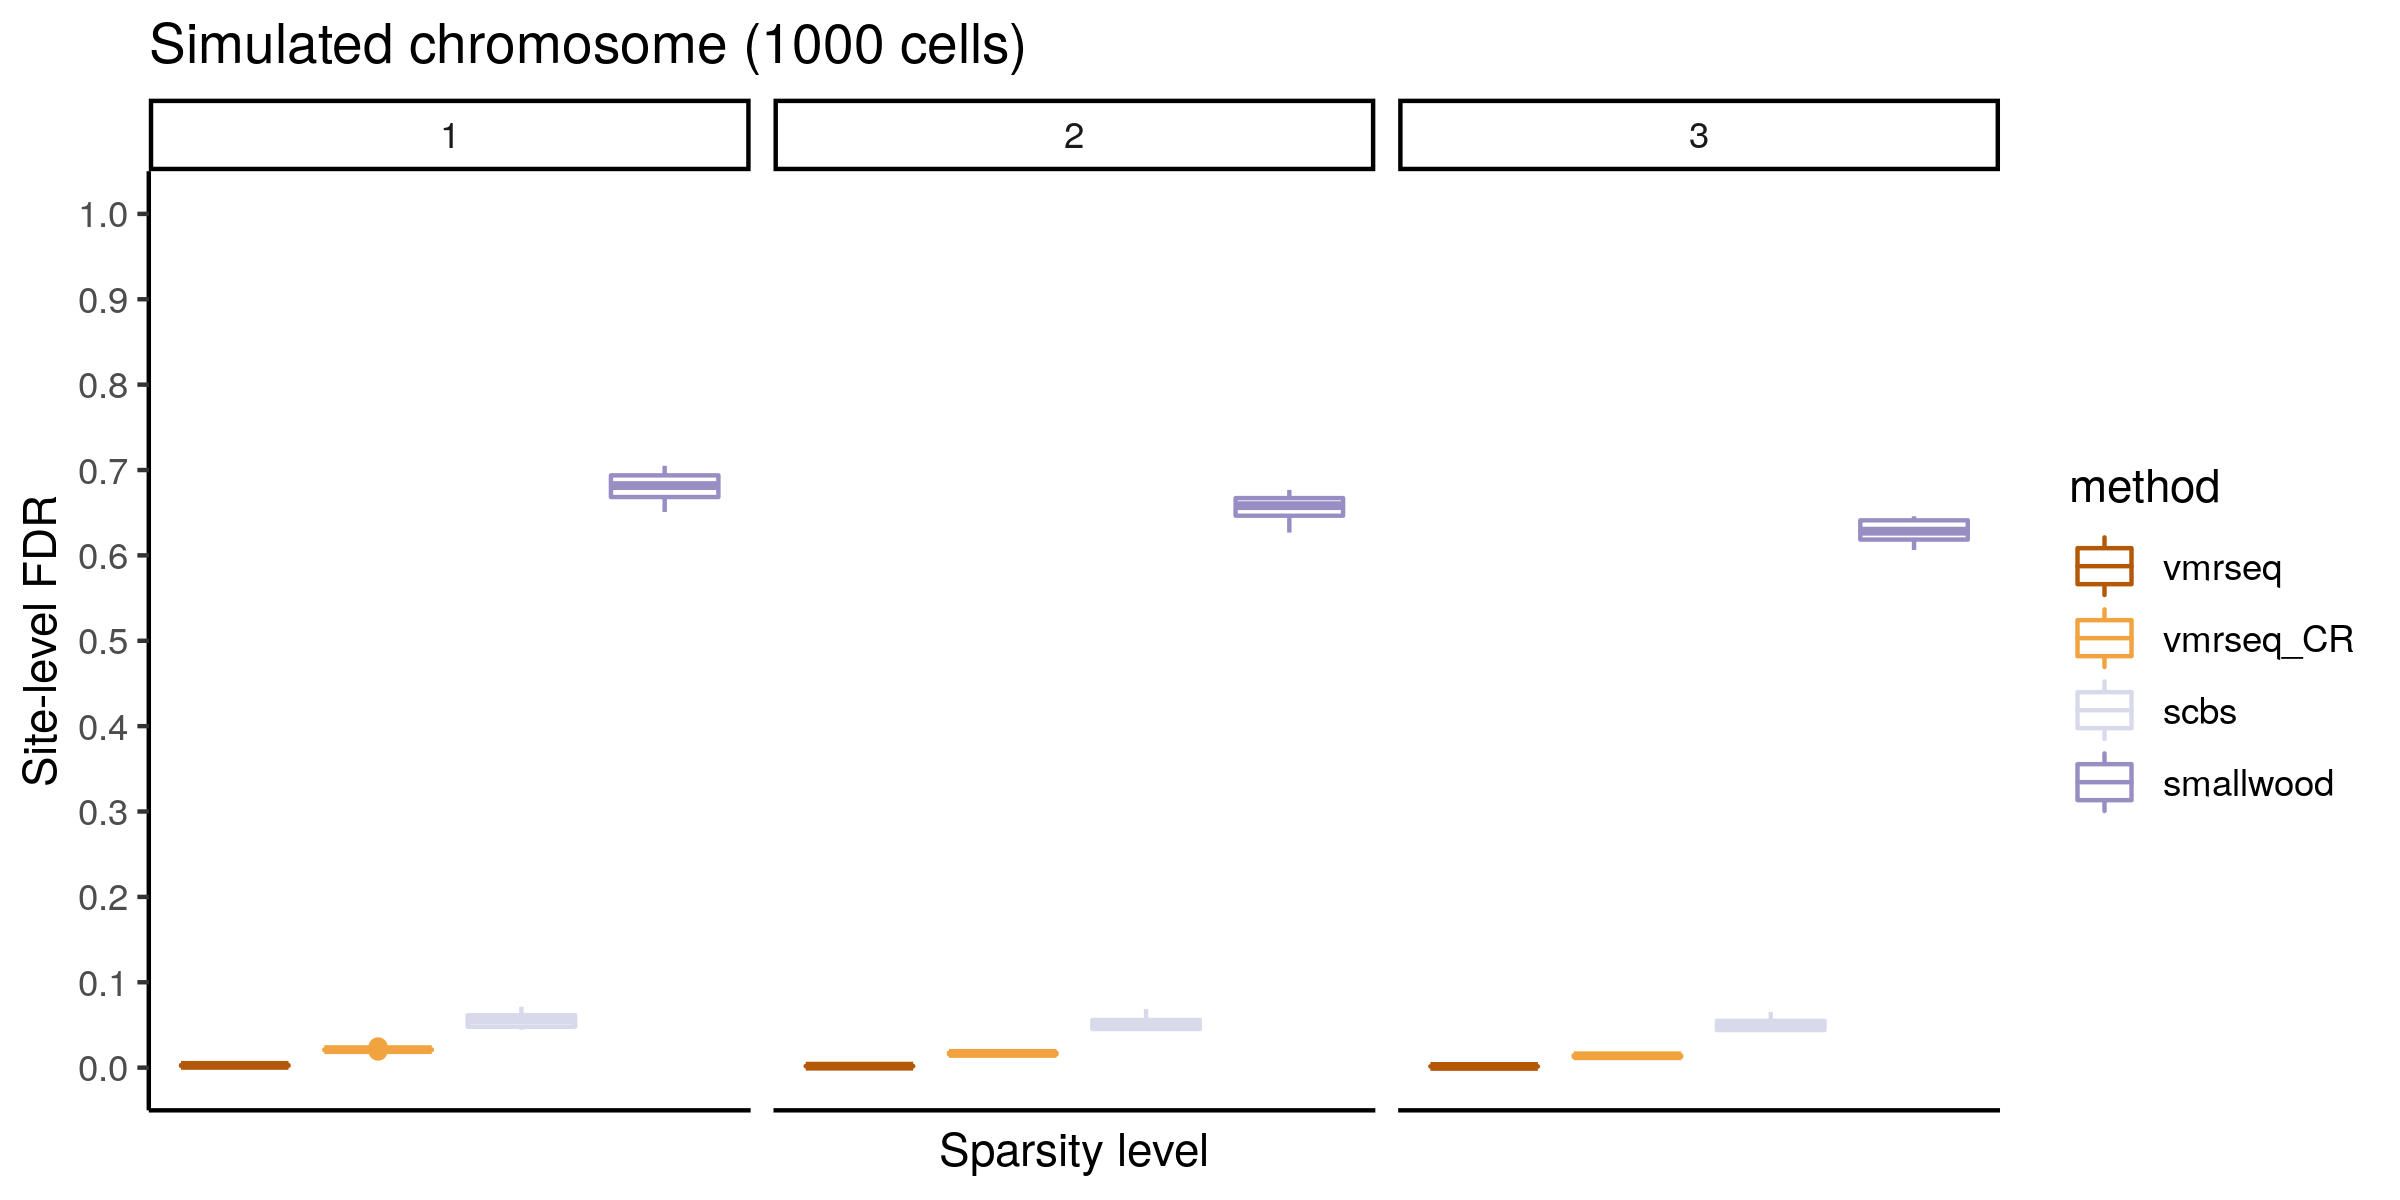 Simulated chromosome (1000 cells)
1
2
3
1.0
0.9
0.8
0.7
0.6
0.5
0.4
0.3
0.2
0.1
0.0
Site-level FDR
Sparsity level
method
vmrseq
vmrseq_CR
scbs
smallwood